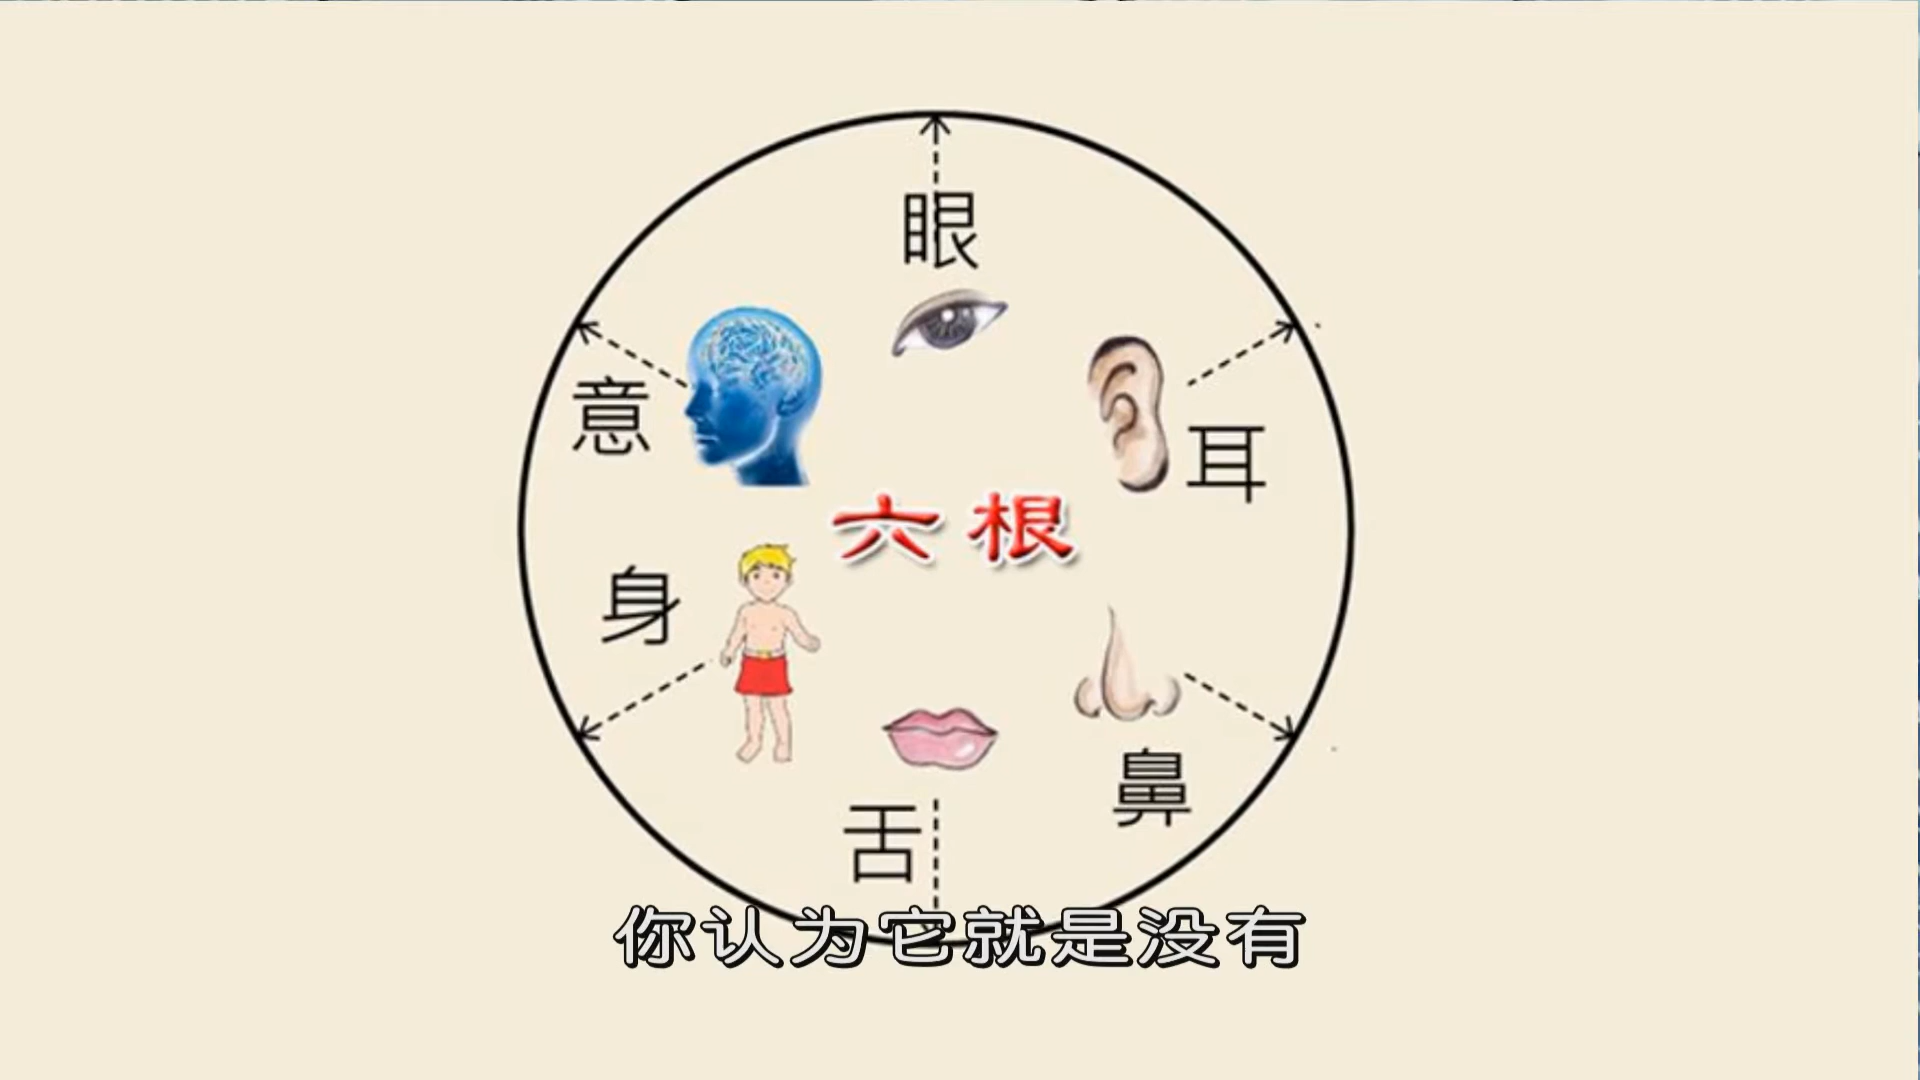 眼
意
耳
六根
身
鼻
舌
你认为它就是没有